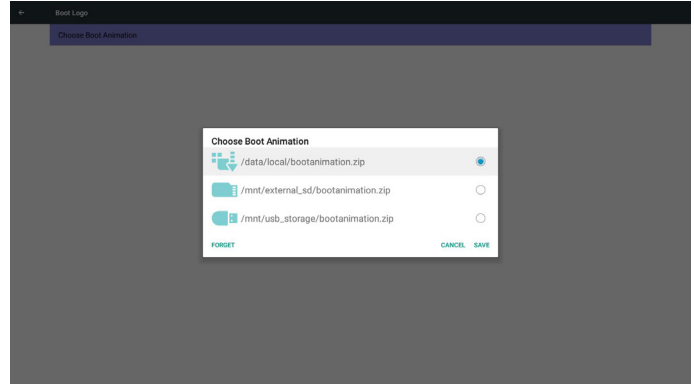 Boot Logo
Choose Boot Animation
Choose Boot Animation
/data/local/bootanimation.zip
/mnt/external_sd/bootanimation.zip
/mnt/usb_storage/bootanimation.zip
FORGET CANCEL SAVE